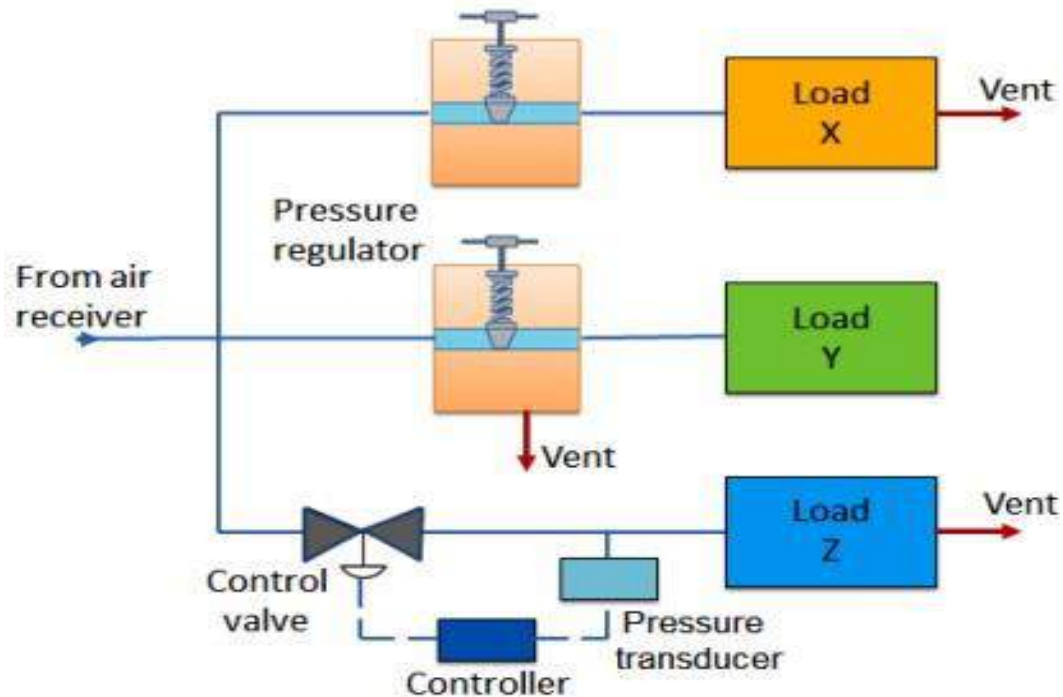 Load
X
Vent
Pressure
regulator
From air
receiver
Load
Y
Vent
Load
Z
Vent
Control
valve
Pressure
transducer
Controller